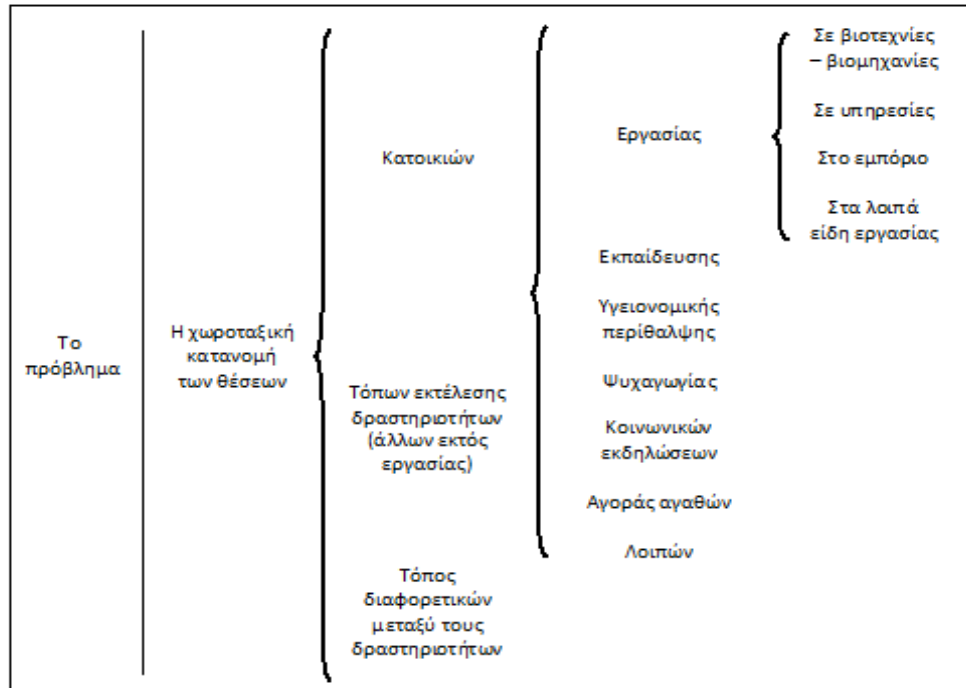 Το
πρόβλημα
Η χωροταξική
κατανομή
των θέσεων
Κατοικιών
Τόπων εκτέλεσης
δραστηριοτήτων
(άλλων εκτός
εργασίας)
Τόπος
διαφορετικών
μεταξύ τους
δραστηριοτήτων
Εργασίας
Εκπαίδευσης
Υγειονομικής
περίθαλψης
Ψυχαγωγίας
Κοινωνικών
εκδηλώσεων
Αγοράς αγαθών
Λοιπών
Σε βιοτεχνίες
– βιομηχανίες
Σε υπηρεσίες
Στο εμπόριο
Στα λοιπά
είδη εργασίας